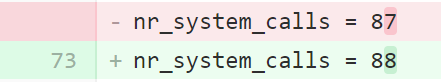 - nr_system_calls = 87
73 + nr_system_calls = 88